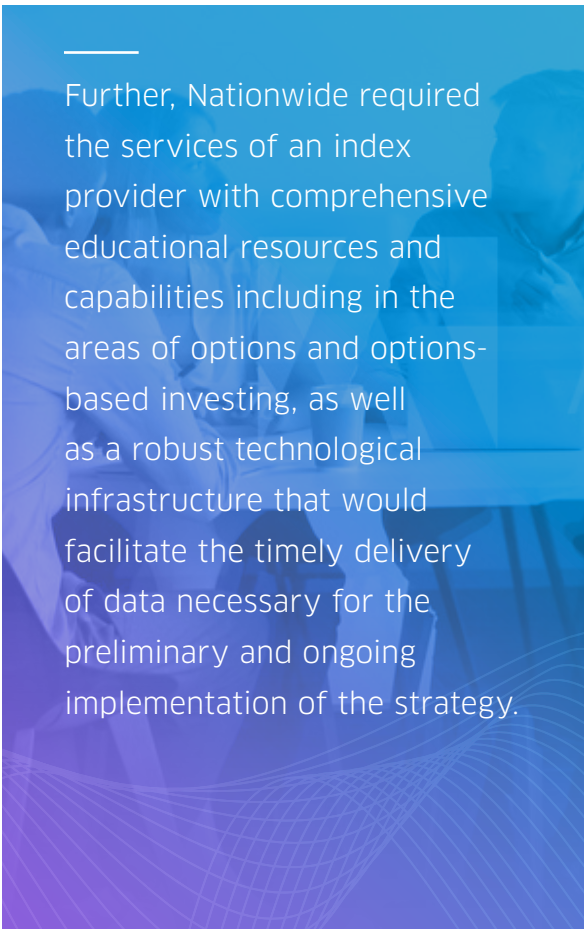 Further, Nationwide required
the services of an index
provider with comprehensive
educational resources and
capabilities including in the
areas of options and options-
based investing, as well
as a robust technological
infrastructure that would
facilitate the timely delivery
of data necessary for the
preliminary and ongoing
implementation of the strategy.